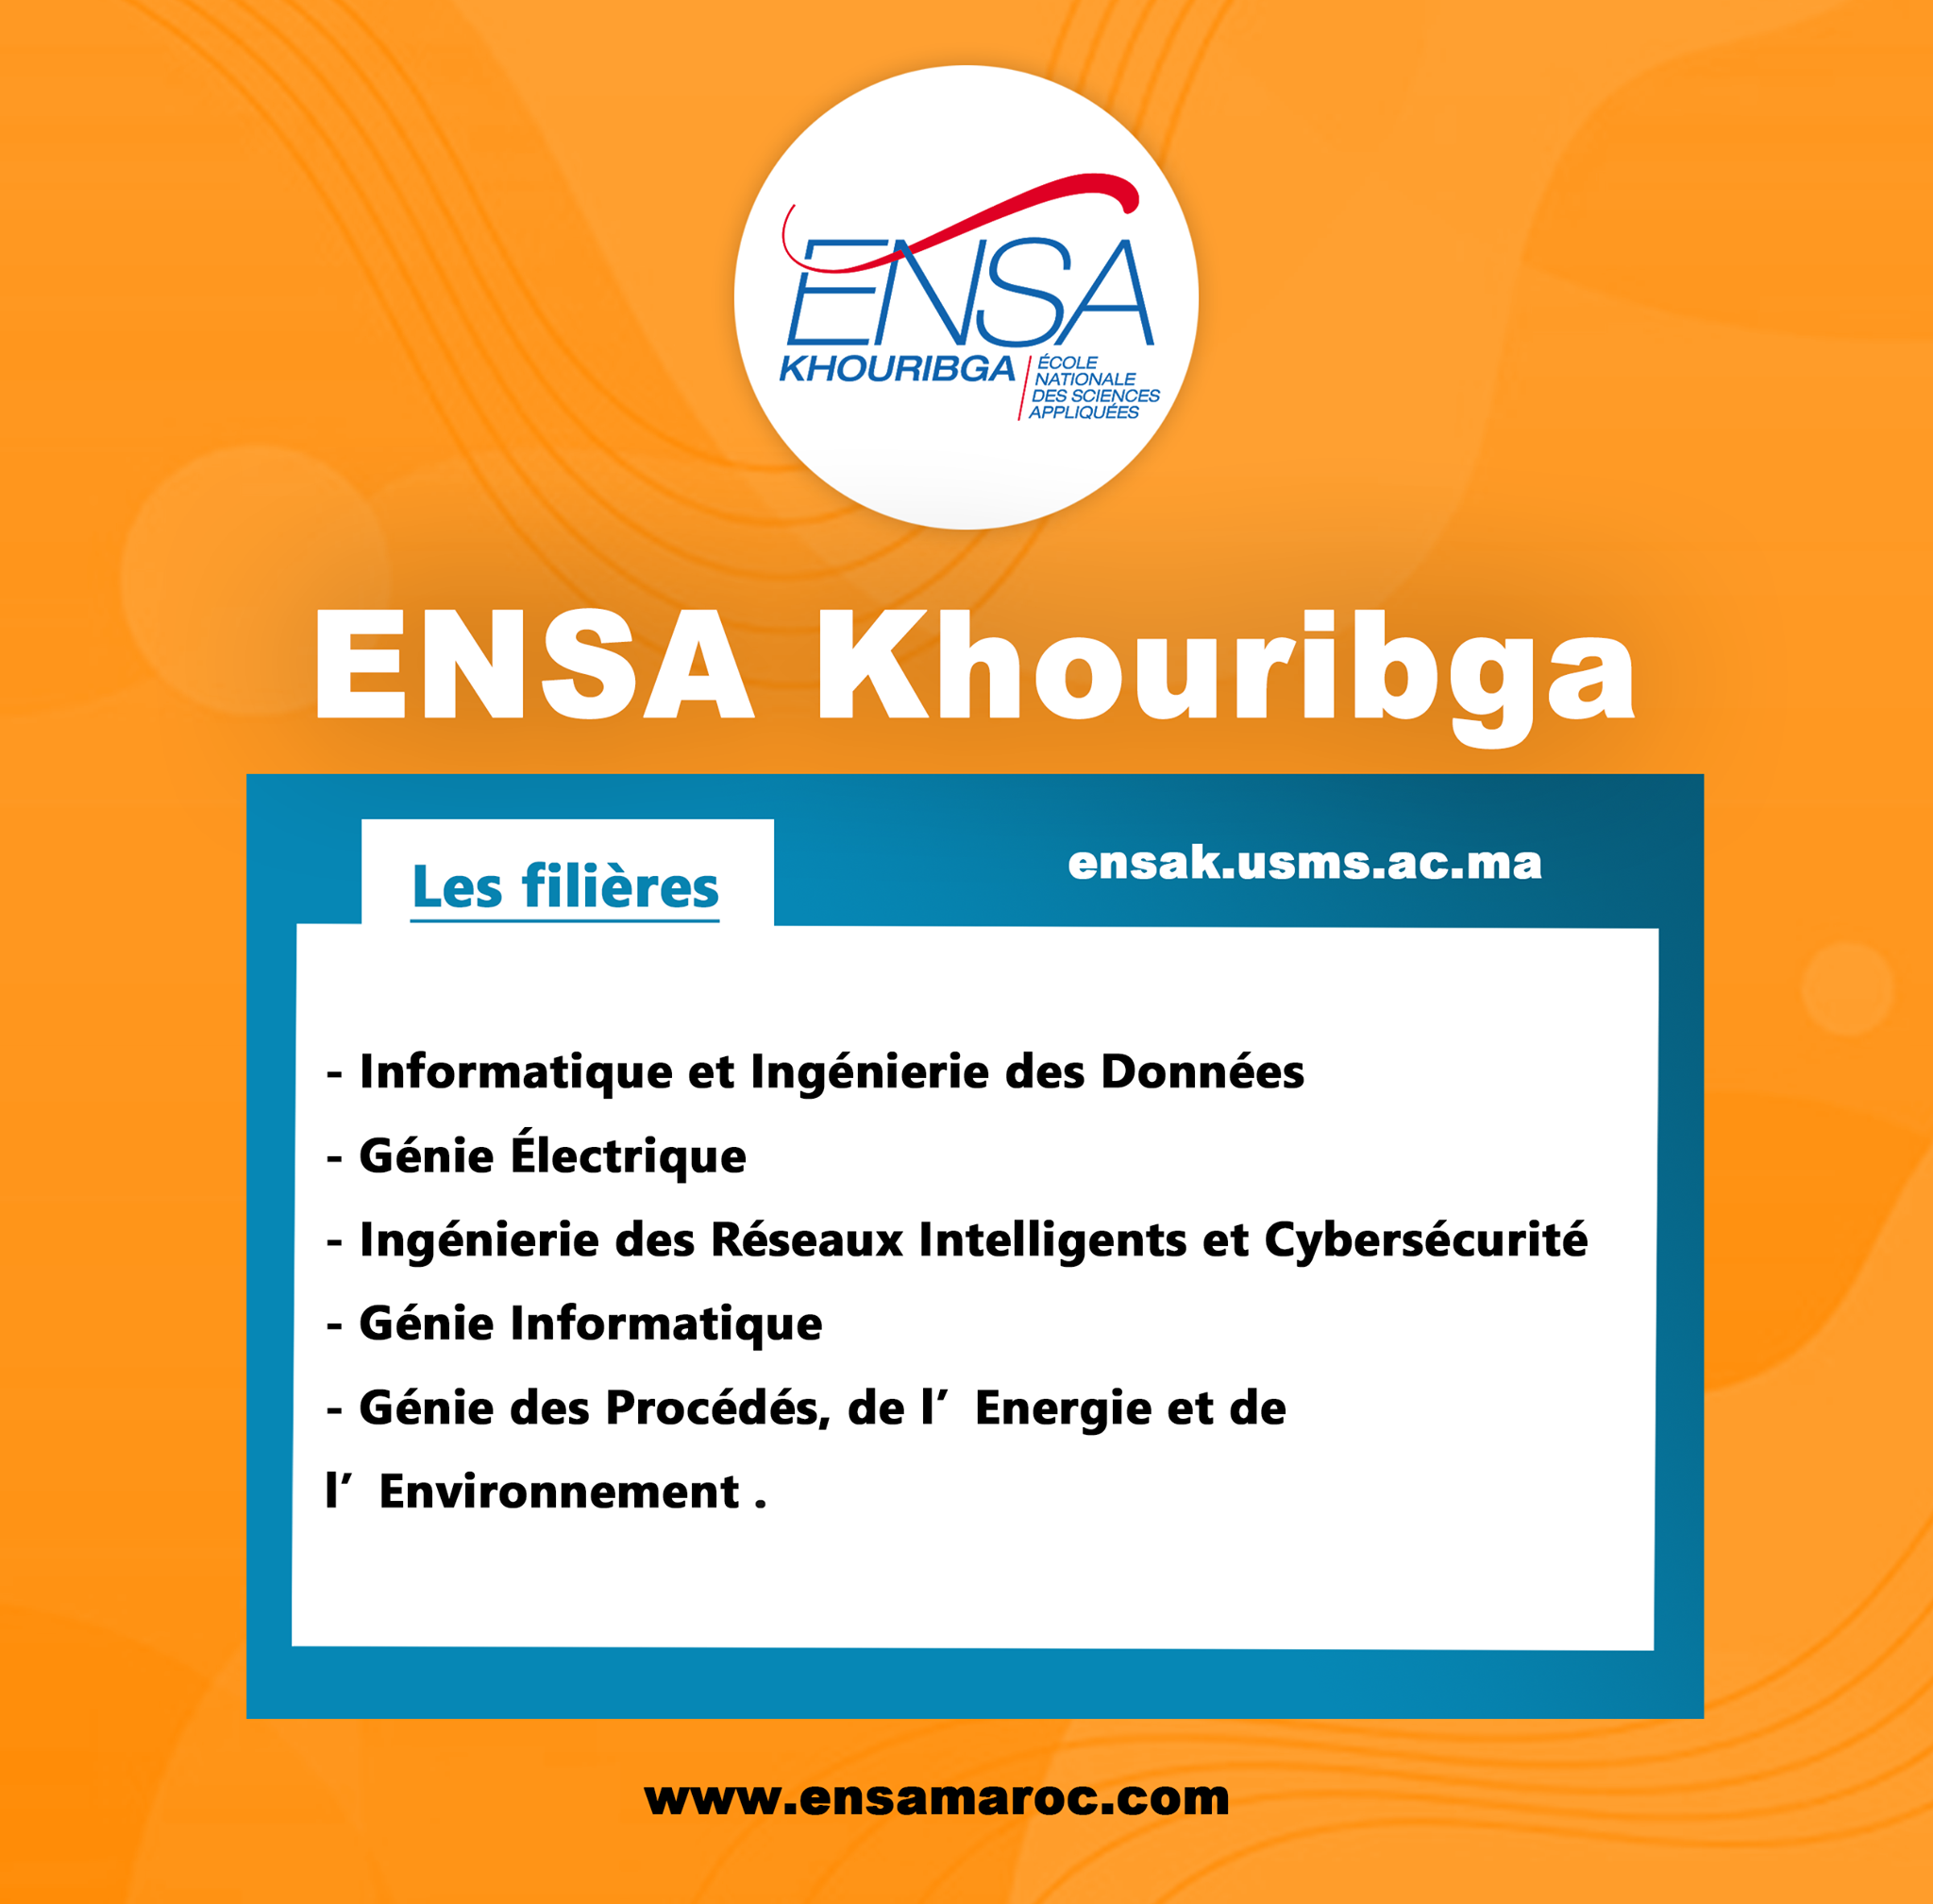 ENSA
KHOURIBGA
ÉCOLE
NATIONALE
DES SCIENCES
APPLIQUÉES
ENSA Khouribga
Les filières
ensak.usms.ac.ma
- Informatique et Ingénierie des Données
- Génie Électrique
- Ingénierie des Réseaux Intelligents et Cybersécurité
- Génie Informatique
- Génie des Procédés, de l’ Energie et de
l’ Environnement .
www.ensamaroc.com